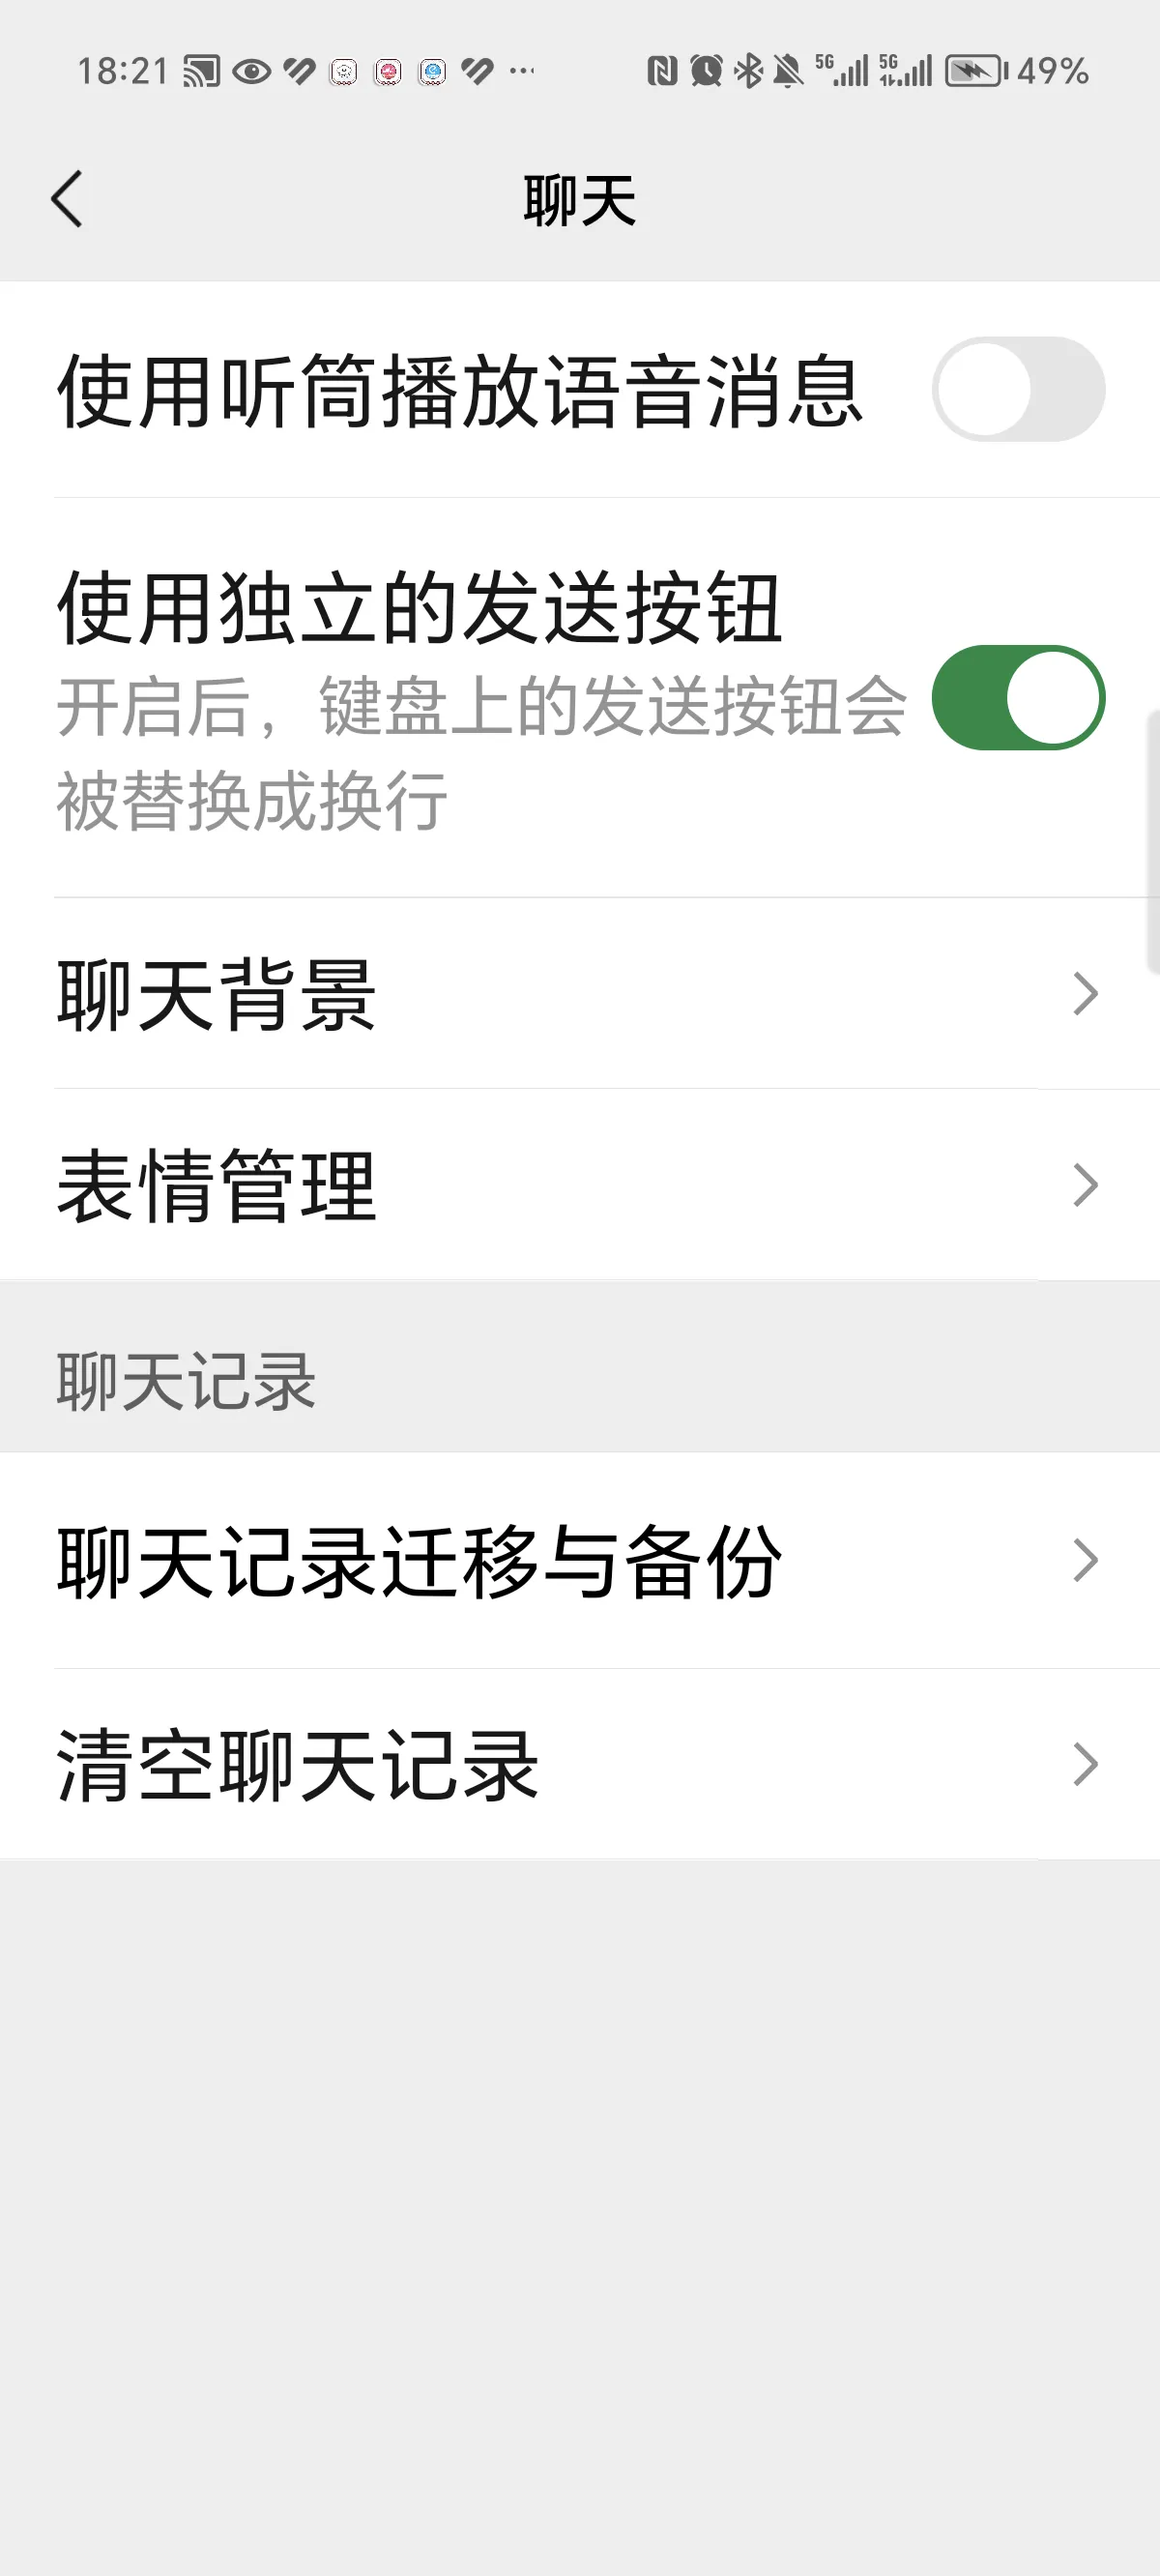 18:21 5G 5G 49%
聊天
使用听筒播放语音消息
使用独立的发送按钮
开启后，键盘上的发送按钮会
被替换成换行
聊天背景
表情管理
聊天记录
聊天记录迁移与备份
清空聊天记录